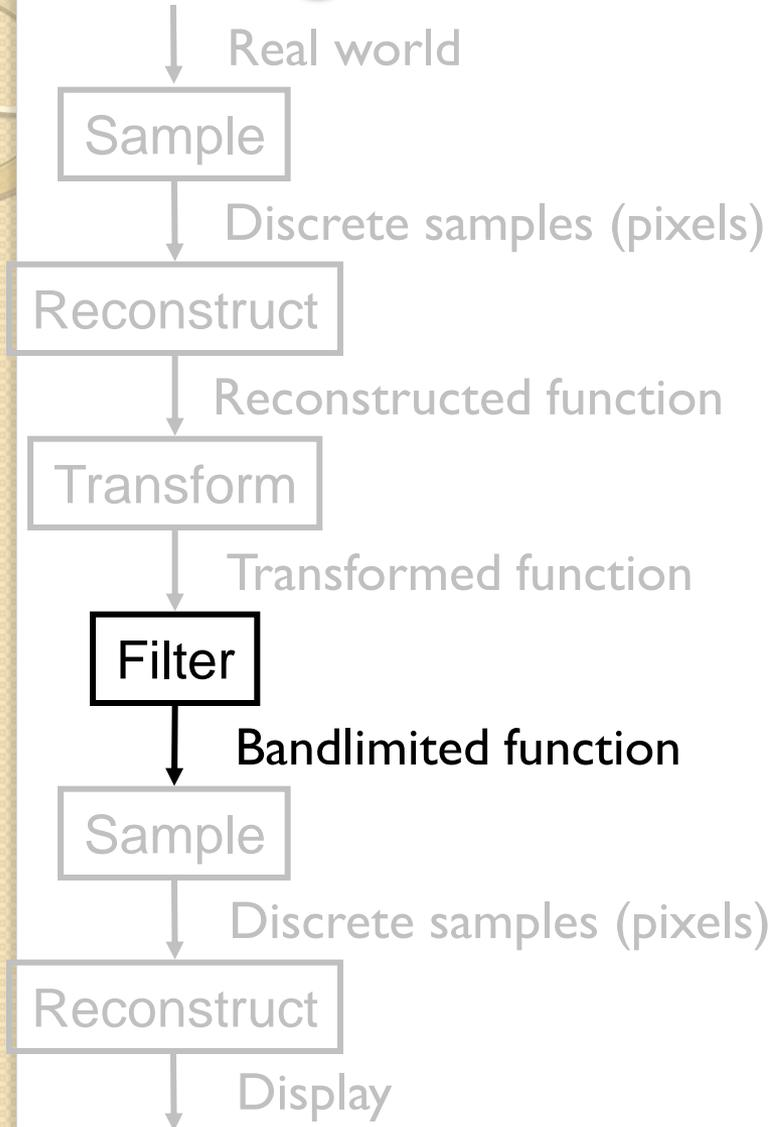 Real world
Sample
Discrete samples (pixels)
Reconstruct
Reconstructed function
Transform
Transformed function
Filter
Bandlimited function
Sample
Discrete samples (pixels)
Reconstruct
Display